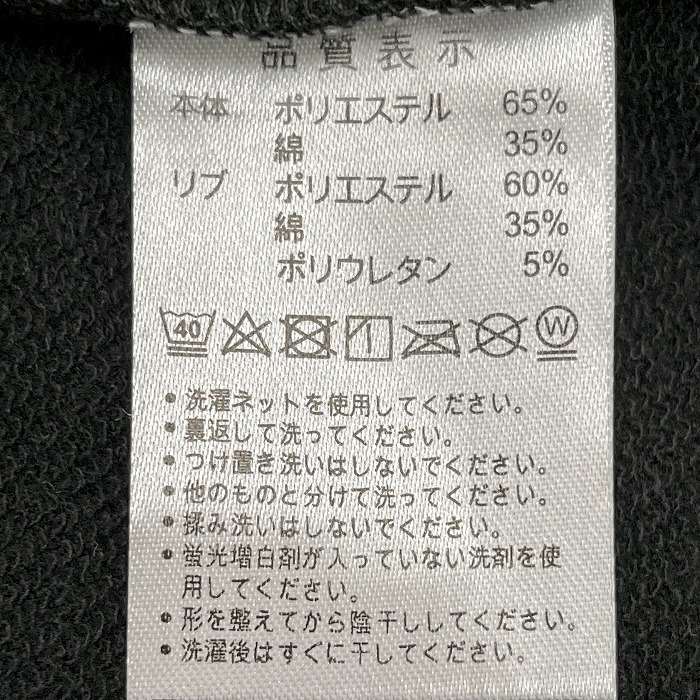 品質表示
本体 ポリエステル 65%
綿 35%
リブ ポリエステル 60%
綿 35%
ポリウレタン 5%
40 W
•洗濯ネットを使用してください。
•裏返して洗ってください。
•つけ置き洗いはしないでください。
•他のものと分けて洗ってください。
•揉み洗いはしないでください。
•蛍光増白剤が入っていない洗剤を使
用してください。
•形を整えてから陰干ししてください。
•洗濯後はすぐに干してください。